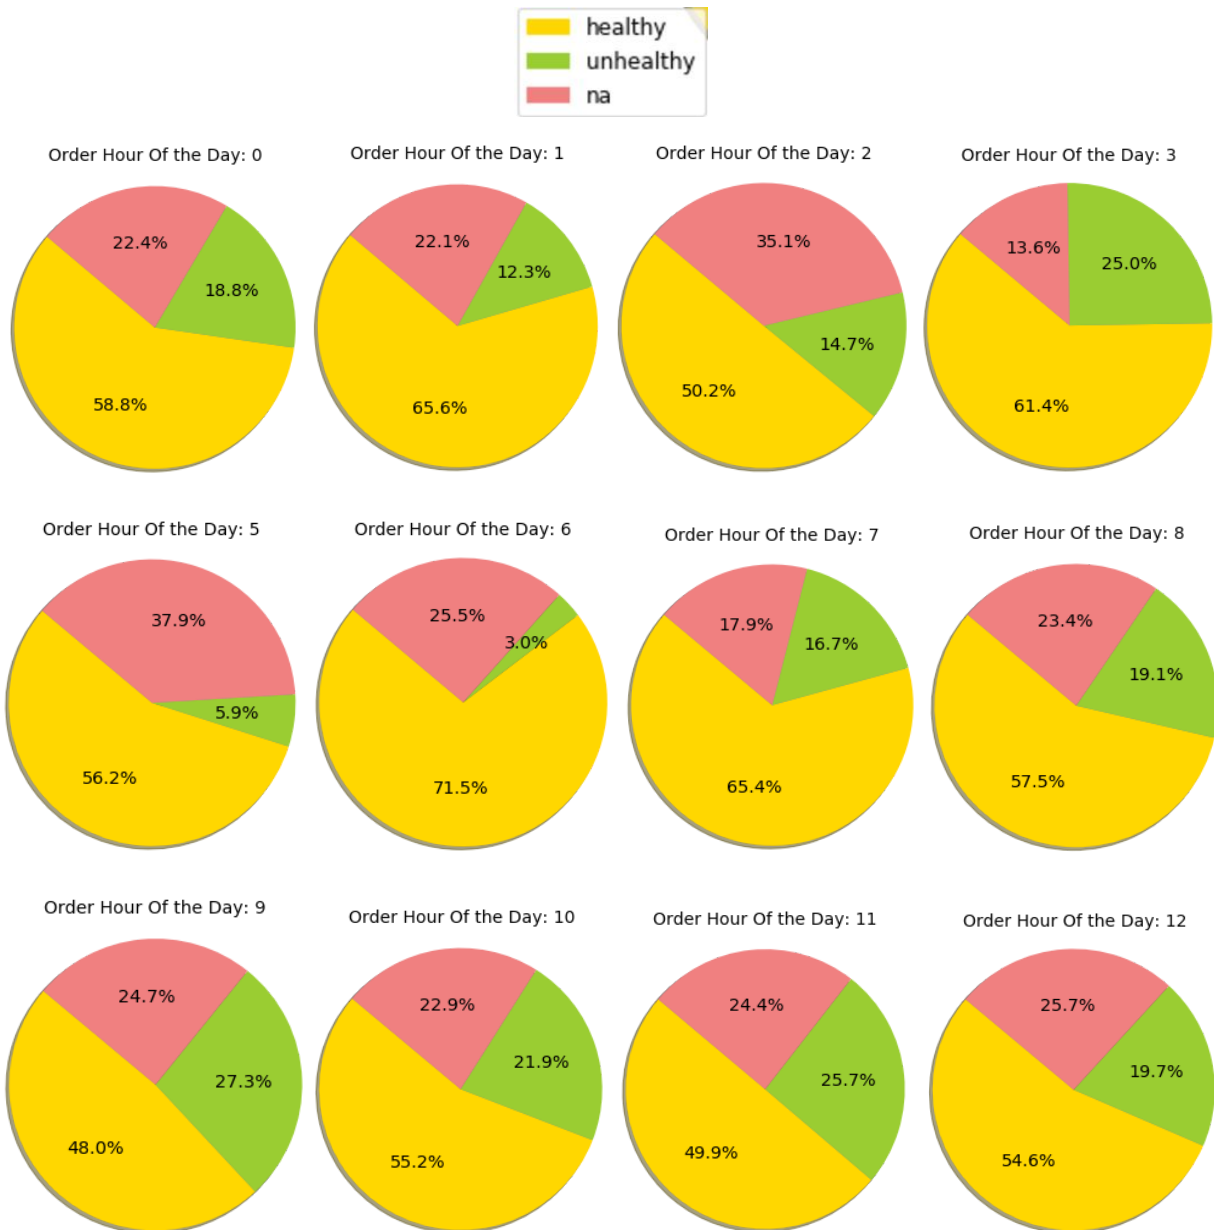 healthy
unhealthy
na
Order Hour Of the Day: 0
22.4%
18.8%
58.8%
Order Hour Of the Day: 1
22.1%
12.3%
65.6%
Order Hour Of the Day: 2
35.1%
14.7%
50.2%
Order Hour Of the Day: 3
13.6%
25.0%
61.4%
Order Hour Of the Day: 5
37.9%
5.9%
56.2%
Order Hour Of the Day: 6
25.5%
3.0%
71.5%
Order Hour Of the Day: 7
17.9%
16.7%
65.4%
Order Hour Of the Day: 8
23.4%
19.1%
57.5%
Order Hour Of the Day: 9
24.7%
27.3%
48.0%
Order Hour Of the Day: 10
22.9%
21.9%
55.2%
Order Hour Of the Day: 11
24.4%
25.7%
49.9%
Order Hour Of the Day: 12
25.7%
19.7%
54.6%